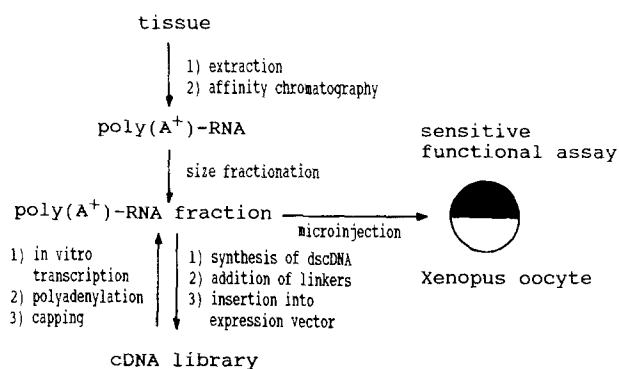 tissue
1) extraction
2) affinity chromatography
poly(A+)-RNA
sensitive
functional assay
size fractionation
poly(A+)-RNA fraction
microinjection
1) in vitro
transcription
2) polyadenylation
3) capping
1) synthesis of dscDNA
2) addition of linkers
3) insertion into
expression vector
Xenopus oocyte
cDNA library